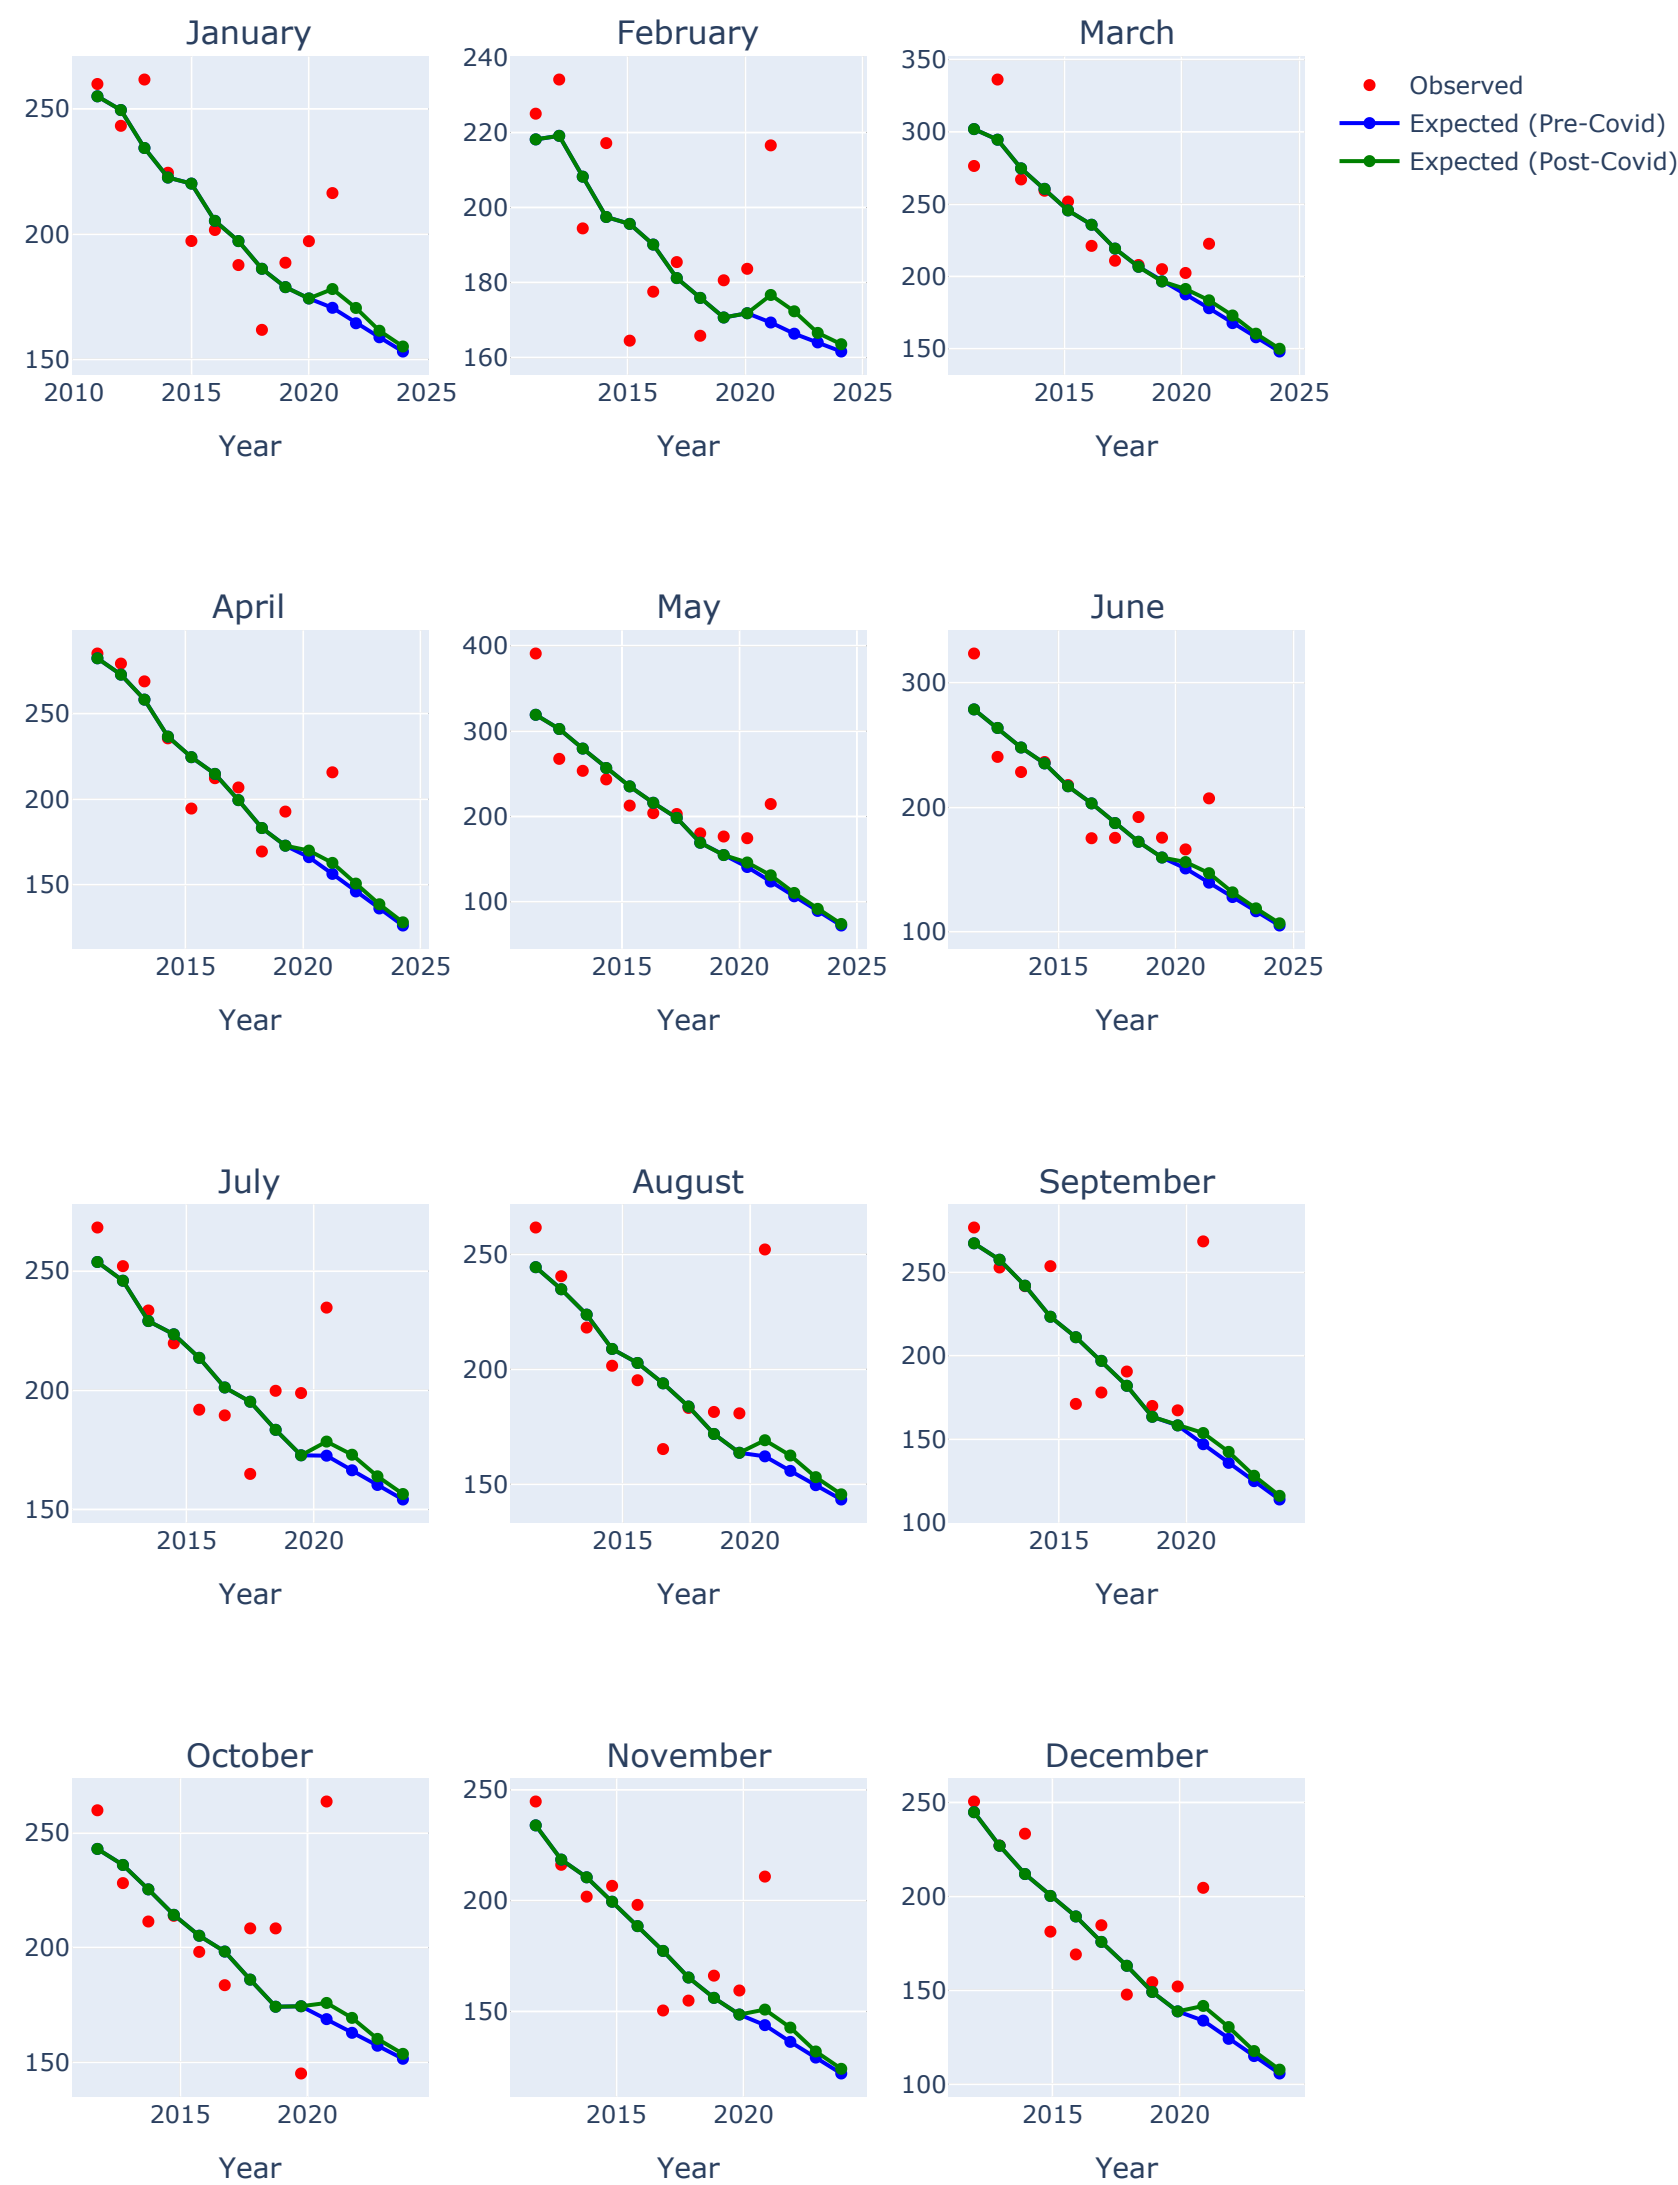 January
February
March
Observed
Expected (Pre-Covid)
Expected (Post-Covid)
250
200
150
2010 2015 2020 2025
Year
240
220
200
180
160
2015 2020 2025
Year
350
300
250
200
150
2015 2020 2025
Year
April
May
June
250
200
150
2015 2020 2025
Year
400
300
200
100
2015 2020 2025
Year
300
200
100
2015 2020 2025
Year
July
August
September
250
200
150
2015 2020
Year
250
200
150
2015 2020
Year
250
200
150
100
2015 2020
Year
October
November
December
250
200
150
2015 2020
Year
250
200
150
2015 2020
Year
250
200
150
100
2015 2020
Year